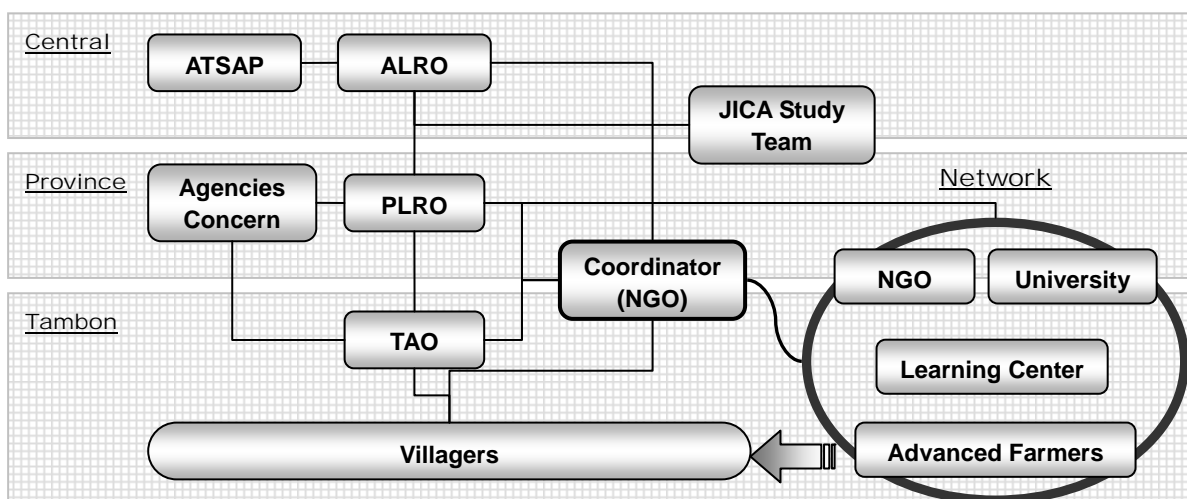 Central
ATSAP
ALRO
JICA Study
Team
Province
Agencies
Concern
PLRO
Network
Coordinator
(NGO)
NGO
University
Tambon
TAO
Learning Center
Villagers
Advanced Farmers